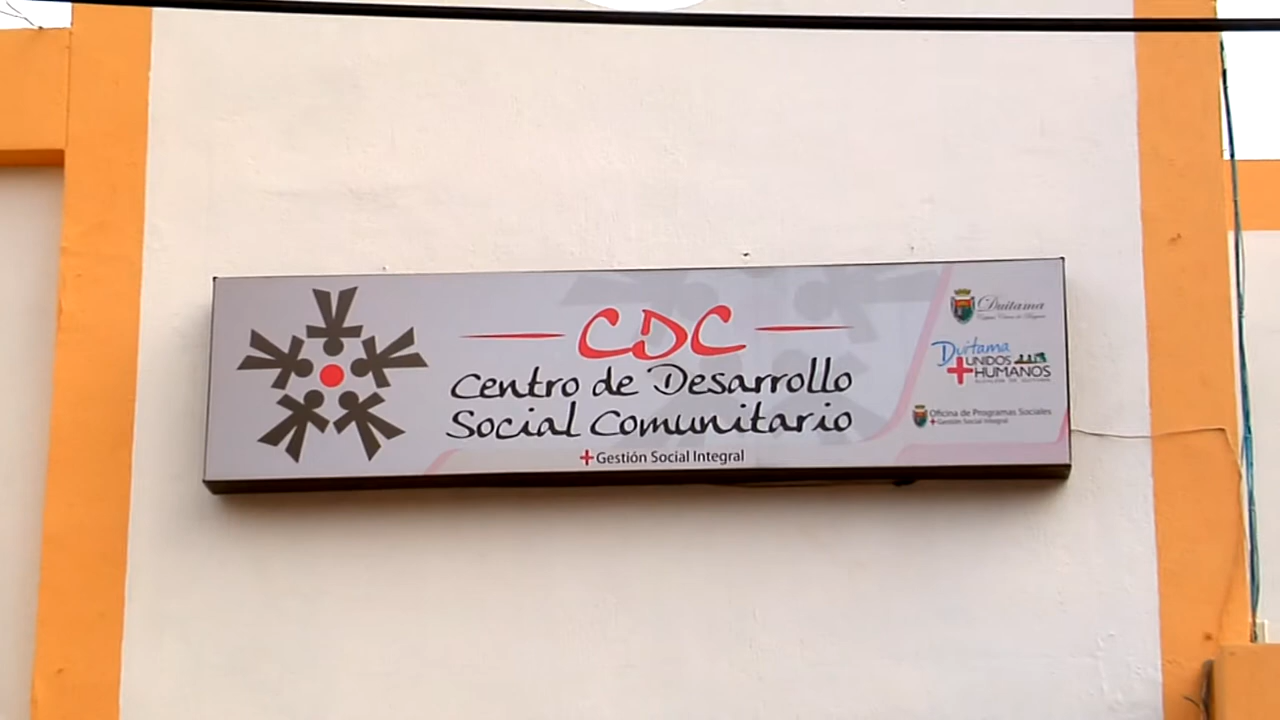 CDC
Centro de Desarrollo
Social Comunitario
+Gestión Social Integral
Duitama
Duitama
UNIDOS
+HUMANOS
ALCALDÍA DE DUITAMA
Oficina de Programas Sociales
+Gestión Social Integral